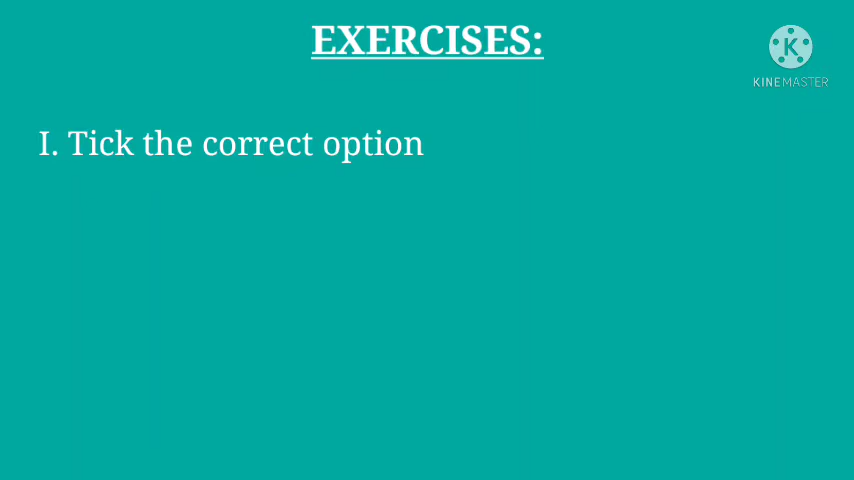 EXERCISES:
K
KINEMASTER
I. Tick the correct option